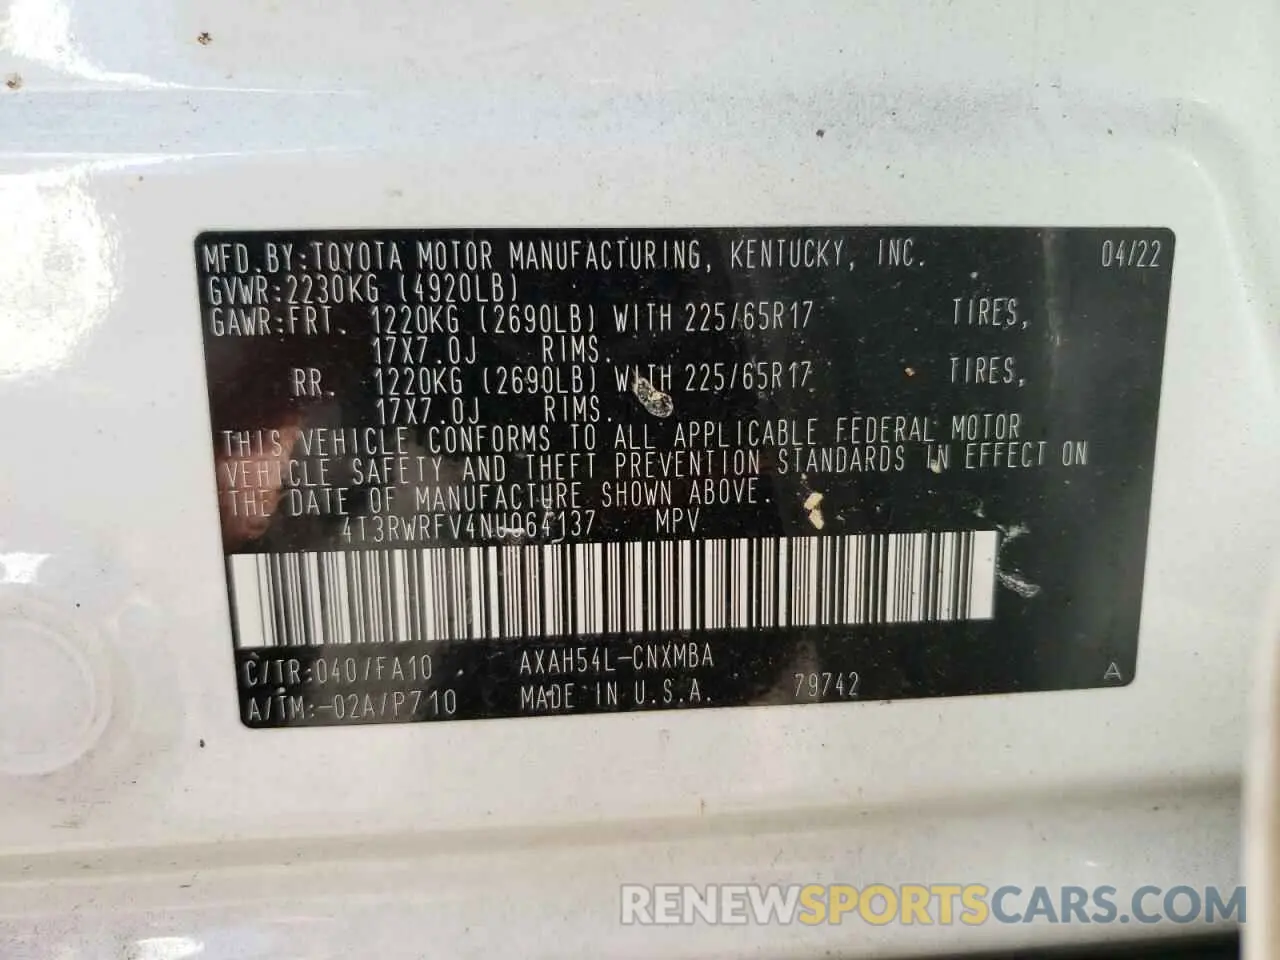 MFD.BY:TOYOTA MOTOR MANUFACTURING, KENTUCKY, INC. 04/22
GVWR:2230KG (4920LB)
GAWR:FRT. 1220KG (2690LB) WITH 225/65R17 TIRES,
17X7.0J RIMS.
RR. 1220KG (2690LB) WITH 225/65R17 TIRES,
17X7.0J RIMS.
THIS VEHICLE CONFORMS TO ALL APPLICABLE FEDERAL MOTOR
VEHICLE SAFETY AND THEFT PREVENTION STANDARDS IN EFFECT ON
THE DATE OF MANUFACTURE SHOWN ABOVE.
4T3RWRFV4NU064137 MPV
C/TR:040/FA10 AXAH54L-CNXMBA
A/TM:-02A/P710 MADE IN U.S.A. 79742 A
RENEWSPORTSCARS.COM